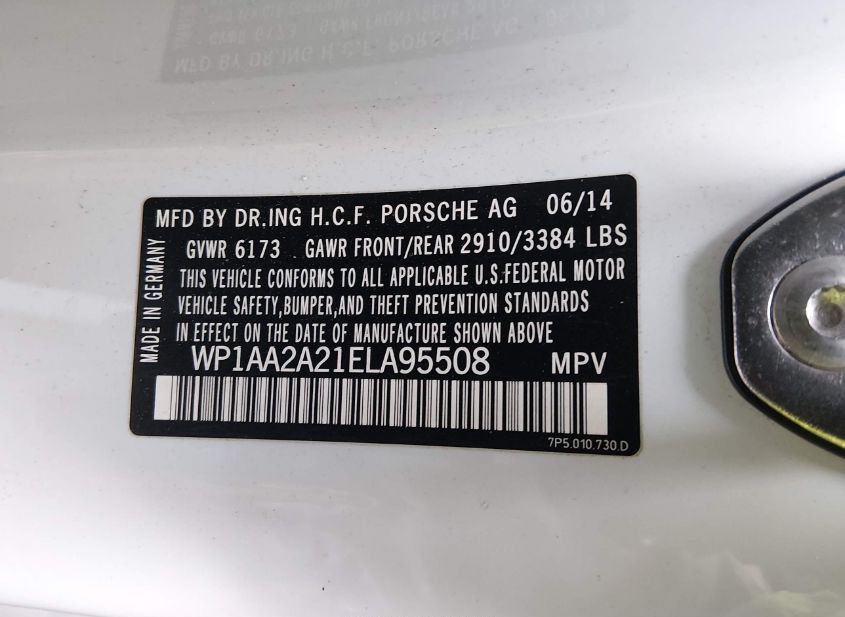 MFD BY DR.ING H.C.F. PORSCHE AG 06/14
GVWR 6173 GAWR FRONT/REAR 2910/3384 LBS
THIS VEHICLE CONFORMS TO ALL APPLICABLE U.S.FEDERAL MOTOR
VEHICLE SAFETY,BUMPER,AND THEFT PREVENTION STANDARDS
IN EFFECT ON THE DATE OF MANUFACTURE SHOWN ABOVE
WP1AA2A21ELA95508 MPV
7P5.010.730.D
MADE IN GERMANY